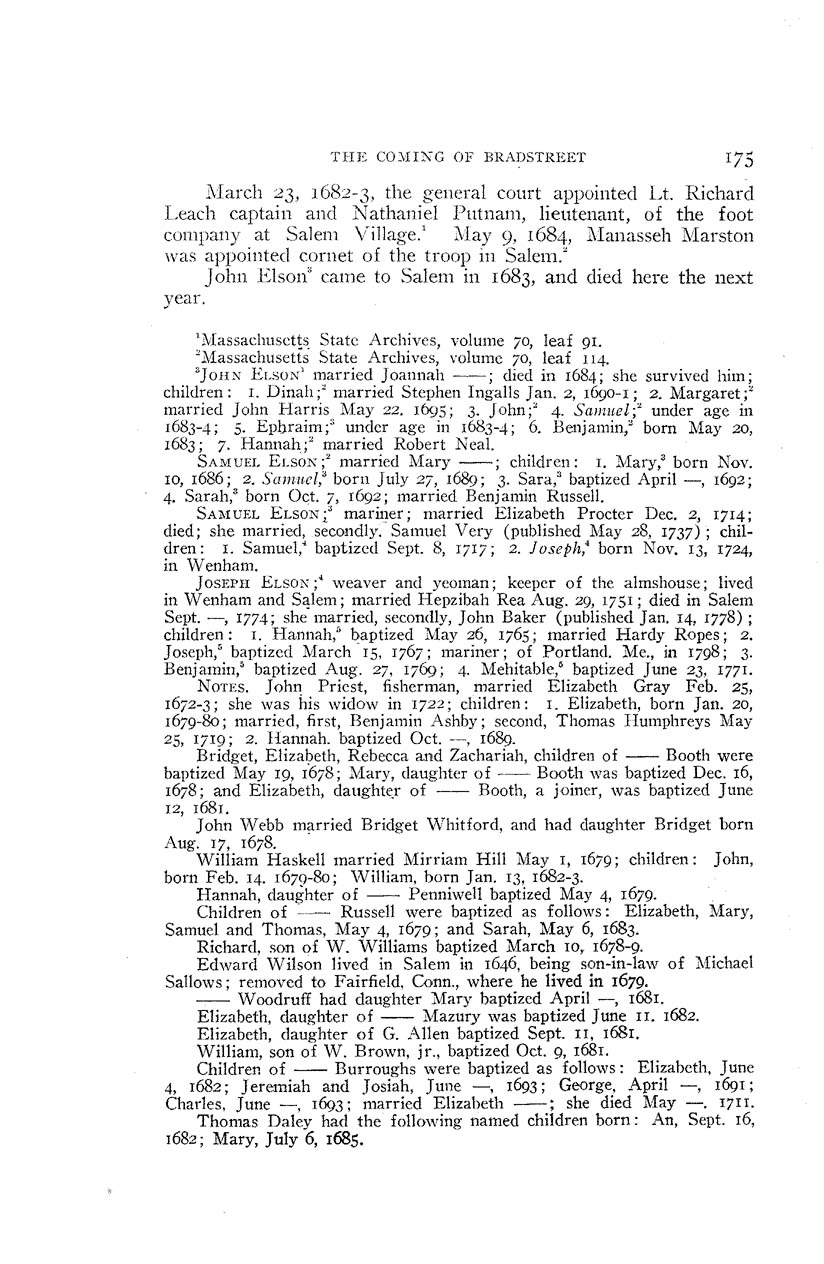 THE COMING OF BRADSTREET 175
March 23, 1682-3, the general court appointed Lt. Richard
Leach captain and Nathaniel Putnam, lieutenant, of the foot
company at Salem Village.¹ May 9, 1684, Manasseh Marston
was appointed cornet of the troop in Salem.²
John Elson³ came to Salem in 1683, and died here the next
year.
¹Massachusetts State Archives, volume 70, leaf 91.
²Massachusetts State Archives, volume 70, leaf 114.
³JOHN ELSON¹ married Joannah ——; died in 1684; she survived him;
children: 1. Dinah;² married Stephen Ingalls Jan. 2, 1690-1; 2. Margaret;²
married John Harris May 22. 1695; 3. John;² 4. Samuel;² under age in
1683-4; 5. Ephraim;² under age in 1683-4; 6. Benjamin,² born May 20,
1683; 7. Hannah;² married Robert Neal.
SAMUEL ELSON;² married Mary ——; children: 1. Mary,³ born Nov.
10, 1686; 2. Samuel,³ born July 27, 1689; 3. Sara,³ baptized April —, 1692;
4. Sarah,³ born Oct. 7, 1692; married Benjamin Russell.
SAMUEL ELSON;³ mariner; married Elizabeth Procter Dec. 2, 1714;
died; she married, secondly. Samuel Very (published May 28, 1737); chil-
dren: 1. Samuel,⁴ baptized Sept. 8, 1717; 2. Joseph,⁴ born Nov. 13, 1724,
in Wenham.
JOSEPH ELSON;⁴ weaver and yeoman; keeper of the almshouse; lived
in Wenham and Salem; married Hepzibah Rea Aug. 29, 1751; died in Salem
Sept. —, 1774; she married, secondly, John Baker (published Jan. 14, 1778);
children: 1. Hannah,⁵ baptized May 26, 1765; married Hardy Ropes; 2.
Joseph,⁵ baptized March 15, 1767; mariner; of Portland. Me., in 1798; 3.
Benjamin,⁵ baptized Aug. 27, 1769; 4. Mehitable,⁵ baptized June 23, 1771.
NOTES. John Priest, fisherman, married Elizabeth Gray Feb. 25,
1672-3; she was his widow in 1722; children: 1. Elizabeth, born Jan. 20,
1679-80; married, first, Benjamin Ashby; second, Thomas Humphreys May
25, 1719; 2. Hannah. baptized Oct. —, 1689.
Bridget, Elizabeth, Rebecca and Zachariah, children of —— Booth were
baptized May 19, 1678; Mary, daughter of —— Booth was baptized Dec. 16,
1678; and Elizabeth, daughter of —— Booth, a joiner, was baptized June
12, 1681.
John Webb married Bridget Whitford, and had daughter Bridget born
Aug. 17, 1678.
William Haskell married Mirriam Hill May 1, 1679; children: John,
born Feb. 14. 1679-80; William, born Jan. 13, 1682-3.
Hannah, daughter of —— Penniwell baptized May 4, 1679.
Children of —— Russell were baptized as follows: Elizabeth, Mary,
Samuel and Thomas, May 4, 1679; and Sarah, May 6, 1683.
Richard, son of W. Williams baptized March 10, 1678-9.
Edward Wilson lived in Salem in 1646, being son-in-law of Michael
Sallows; removed to Fairfield, Conn., where he lived in 1679.
—— Woodruff had daughter Mary baptized April —, 1681.
Elizabeth, daughter of —— Mazury was baptized June 11. 1682.
Elizabeth, daughter of G. Allen baptized Sept. 11, 1681.
William, son of W. Brown, jr., baptized Oct. 9, 1681.
Children of —— Burroughs were baptized as follows: Elizabeth, June
4, 1682; Jeremiah and Josiah, June —, 1693; George, April —, 1691;
Charles, June —, 1693; married Elizabeth ——; she died May —. 1711.
Thomas Daley had the following named children born: An, Sept. 16,
1682; Mary, July 6, 1685.